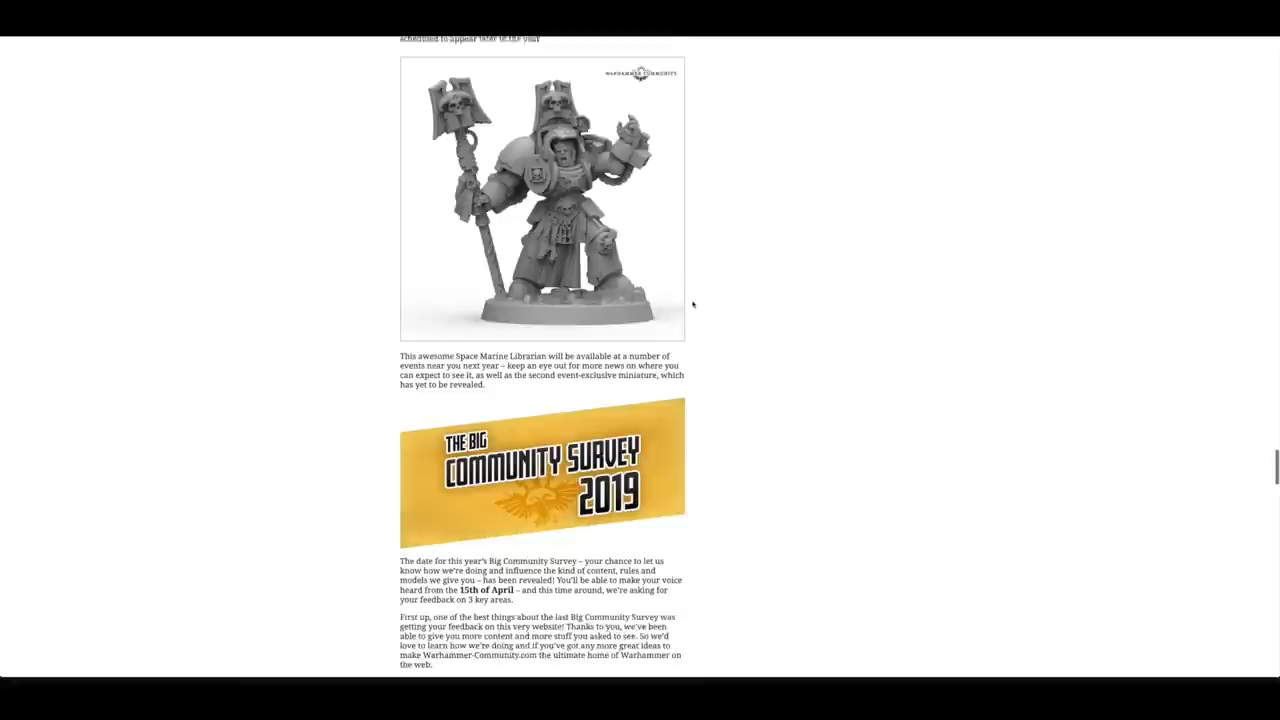 scheduled to appear later in the year
WARHAMMER COMMUNITY
This awesome Space Marine Librarian will be available at a number of
events near you next year – keep an eye out for more news on where you
can expect to see it, as well as the second event-exclusive miniature, which
has yet to be revealed.
THE BIG
COMMUNITY SURVEY
2019
The date for this year's Big Community Survey – your chance to let us
know how we're doing and influence the kind of content, rules and
models we give you – has been revealed! You'll be able to make your voice
heard from the 15th of April – and this time around, we're asking for
your feedback on 3 key areas.
First up, one of the best things about the last Big Community Survey was
getting your feedback on this very website! Thanks to you, we've been
able to give you more content and more stuff you asked to see. So we'd
love to learn how we're doing and if you've got any more great ideas to
make Warhammer-Community.com the ultimate home of Warhammer on
the web.